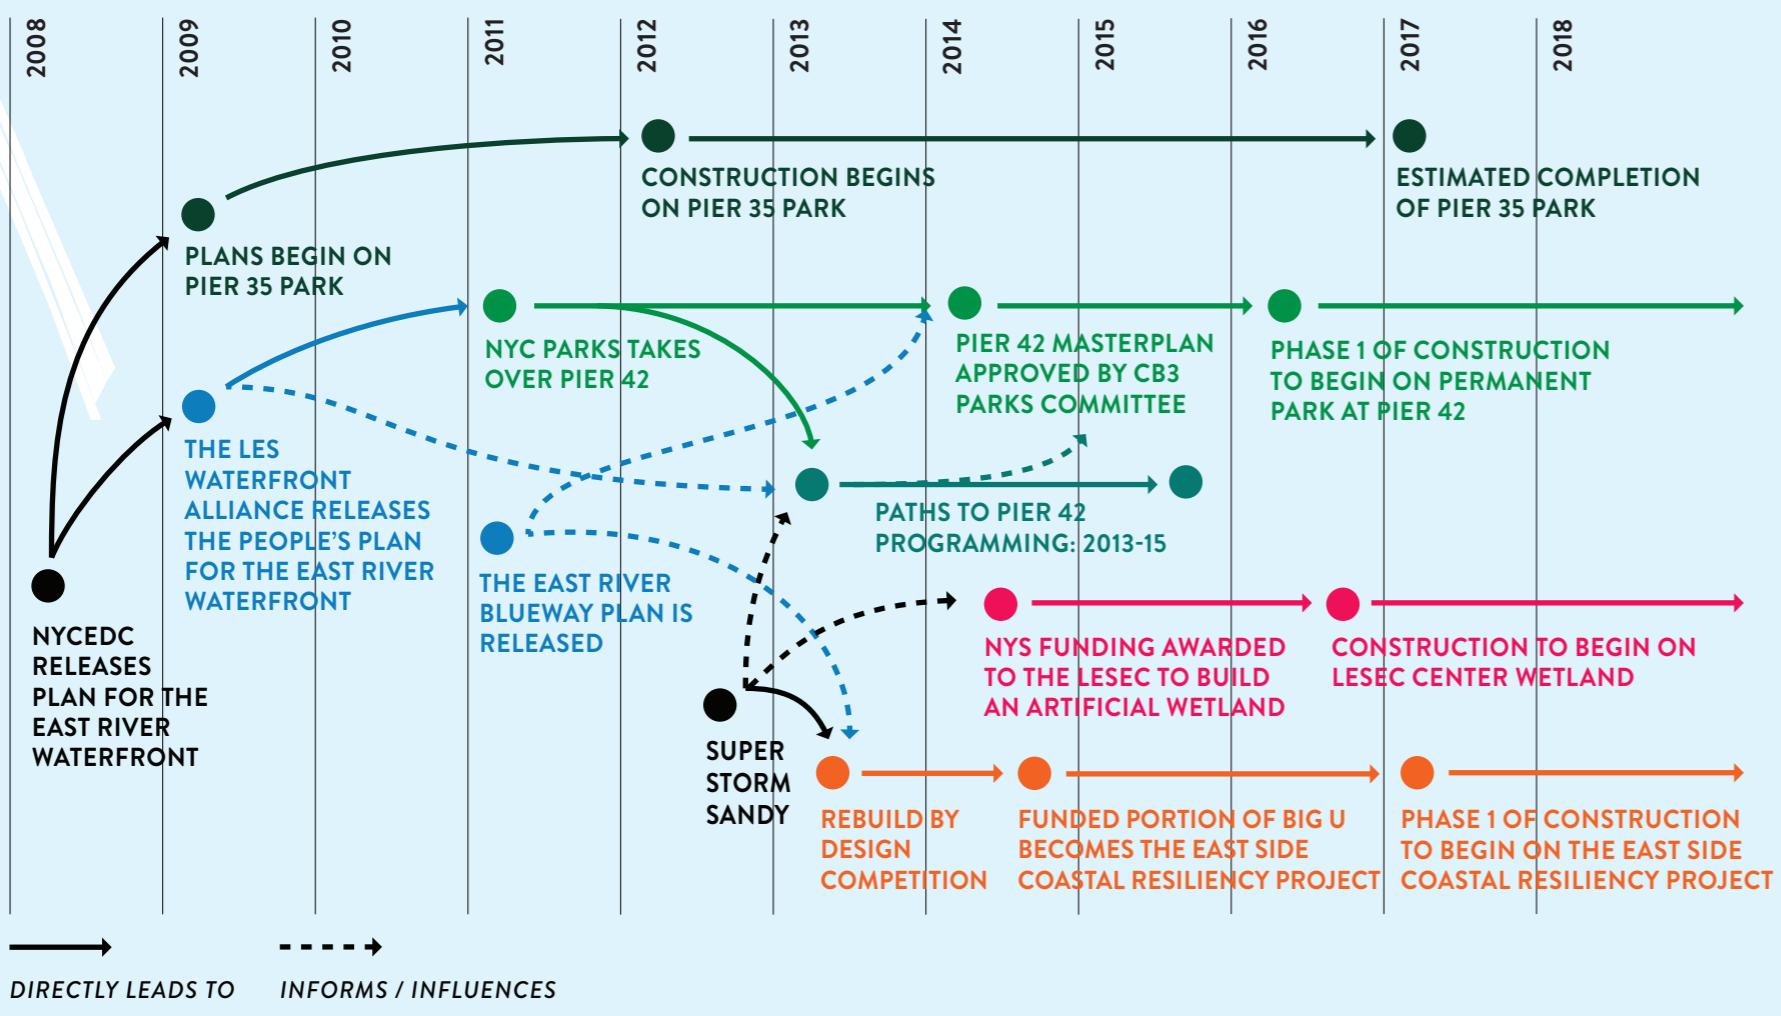 2008
2009
2010
2011
2012
2013
2014
2015
2016
2017
2018
CONSTRUCTION BEGINS
ON PIER 35 PARK
ESTIMATED COMPLETION
OF PIER 35 PARK
PLANS BEGIN ON
PIER 35 PARK
NYC PARKS TAKES
OVER PIER 42
PIER 42 MASTERPLAN
APPROVED BY CB3
PARKS COMMITTEE
PHASE 1 OF CONSTRUCTION
TO BEGIN ON PERMANENT
PARK AT PIER 42
THE LES
WATERFRONT
ALLIANCE RELEASES
THE PEOPLE'S PLAN
FOR THE EAST RIVER
WATERFRONT
PATHS TO PIER 42
PROGRAMMING: 2013-15
THE EAST RIVER
BLUEWAY PLAN IS
RELEASED
NYCEDC
RELEASES
PLAN FOR THE
EAST RIVER
WATERFRONT
NYS FUNDING AWARDED
TO THE LESEC TO BUILD
AN ARTIFICIAL WETLAND
CONSTRUCTION TO BEGIN ON
LESEC CENTER WETLAND
SUPER
STORM
SANDY
REBUILD BY
DESIGN
COMPETITION
FUNDED PORTION OF BIG U
BECOMES THE EAST SIDE
COASTAL RESILIENCY PROJECT
PHASE 1 OF CONSTRUCTION
TO BEGIN ON THE EAST SIDE
COASTAL RESILIENCY PROJECT
DIRECTLY LEADS TO
INFORMS / INFLUENCES